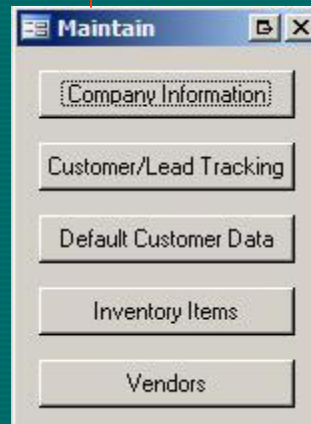 Maintain
Company Information
Customer/Lead Tracking
Default Customer Data
Inventory Items
Vendors